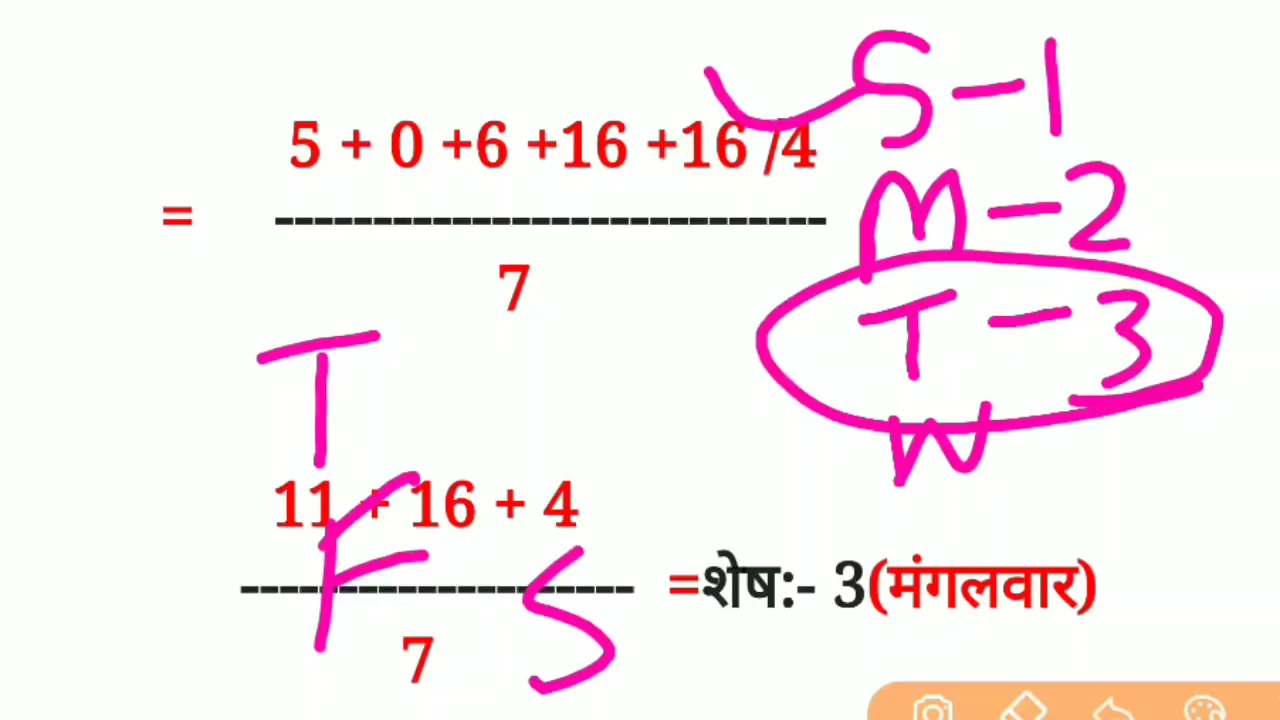 S-1
5 + 0 +6 +16 +16 /4
= ----------------------------
M-2
7
T-3
T
W
11 + 16 + 4
F
-------------------- =शेष:- 3(मंगलवार)
S
7